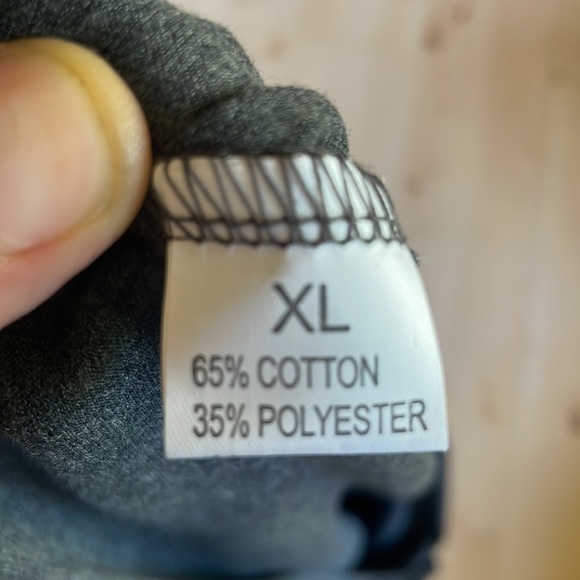 XL
65% COTTON
35% POLYESTER